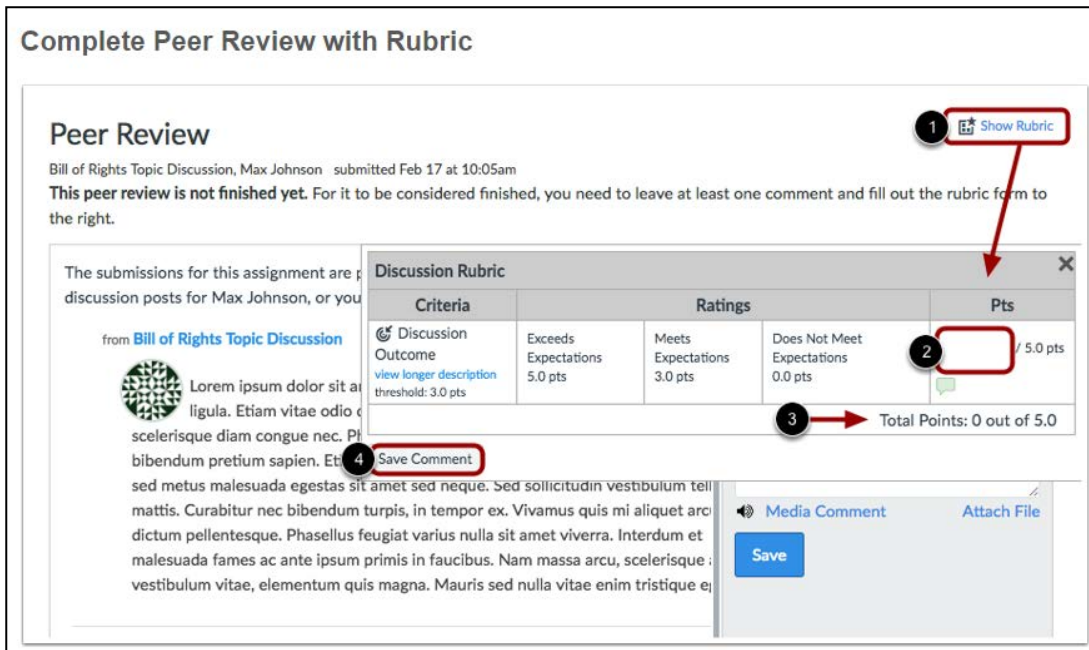 Complete Peer Review with Rubric
Peer Review
1
Show Rubric
Bill of Rights Topic Discussion, Max Johnson submitted Feb 17 at 10:05am
This peer review is not finished yet. For it to be considered finished, you need to leave at least one comment and fill out the rubric form to
the right.
The submissions for this assignment are
discussion posts for Max Johnson, or you
from Bill of Rights Topic Discussion
Lorem ipsum dolor sit
ligula. Etiam vitae odio
scelerisque diam congue nec.
bibendum pretium sapien.
sed metus malesuada egestas sit amet sed neque. Sed sollicitudin vestibulum
mattis. Curabitur nec bibendum turpis, in tempor ex. Vivamus quis mi aliquet
dictum pellentesque. Phasellus feugiat varius nulla sit amet viverra. Interdum et
malesuada fames ac ante ipsum primis in faucibus. Nam massa arcu, scelerisque
vestibulum vitae, elementum quis magna. Mauris sed nulla vitae enim tristique
Discussion Rubric
Criteria
Ratings
Pts
Discussion
Outcome
view longer description
threshold: 3.0 pts
Exceeds
Expectations
5.0 pts
Meets
Expectations
3.0 pts
Does Not Meet
Expectations
0.0 pts
2
/ 5.0 pts
3
Total Points: 0 out of 5.0
4
Save Comment
Media Comment
Attach File
Save